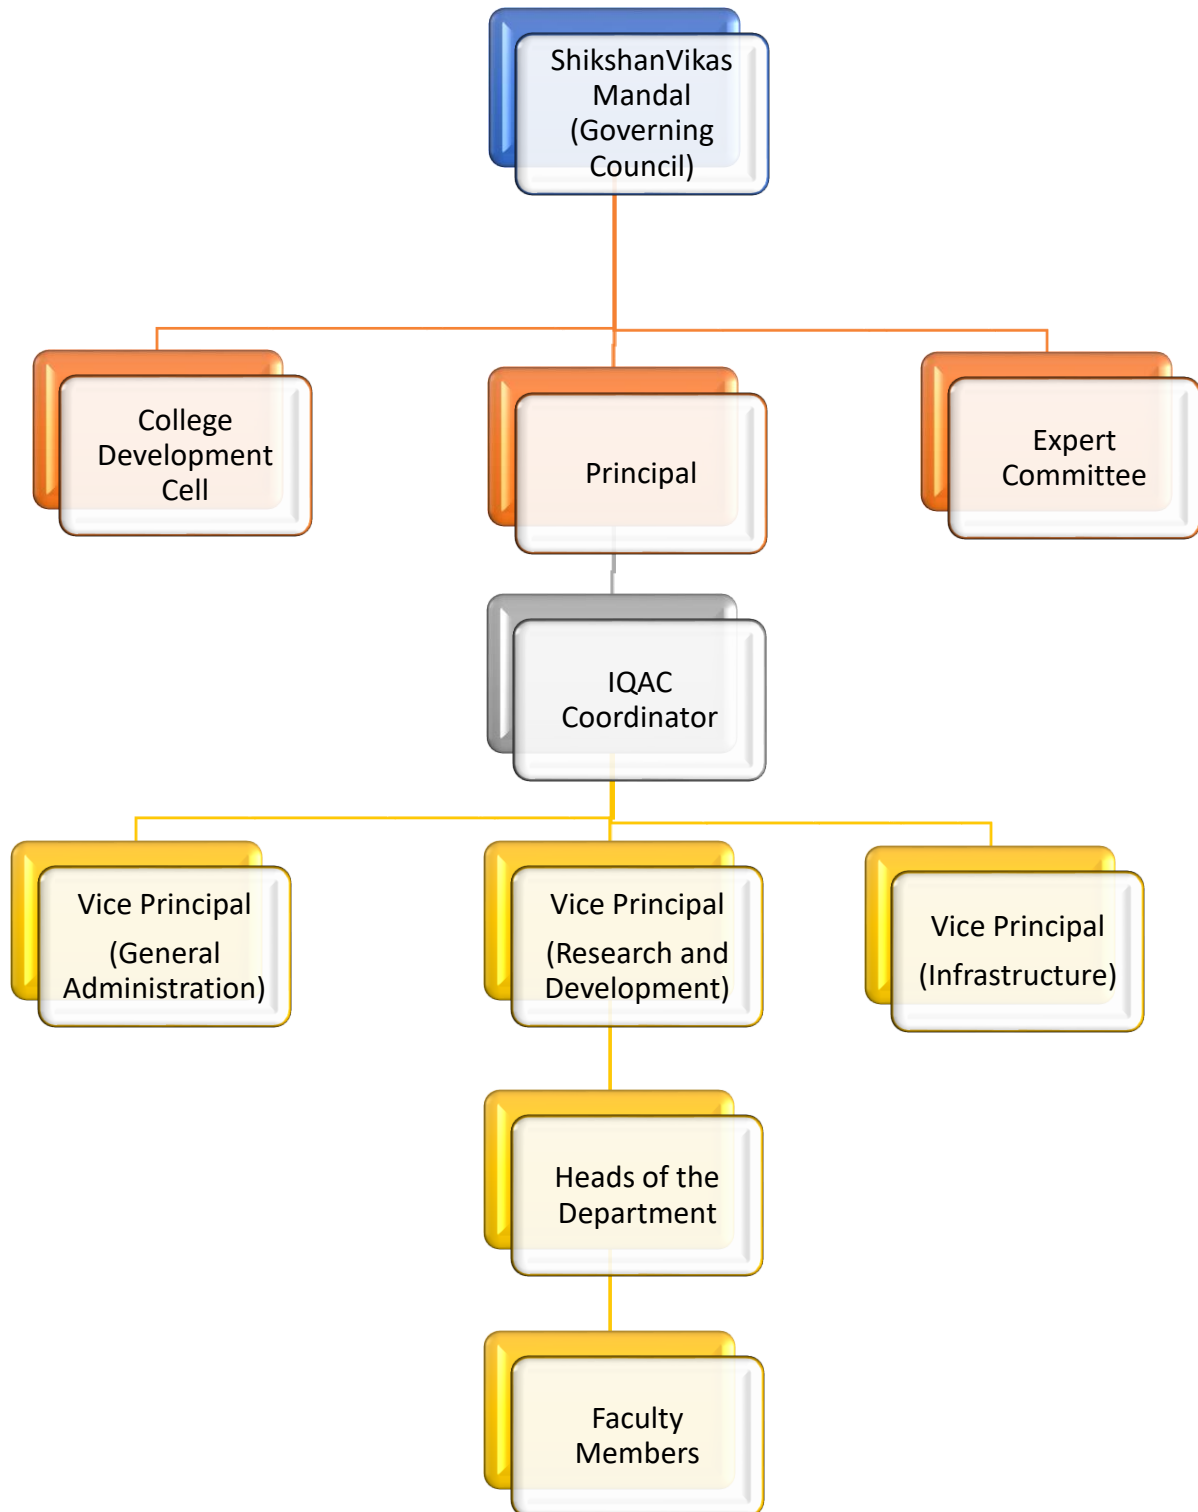 ShikshanVikas
Mandal
(Governing
Council)
College
Development
Cell
Principal
Expert
Committee
IQAC
Coordinator
Vice Principal
(General
Administration)
Vice Principal
(Research and
Development)
Vice Principal
(Infrastructure)
Heads of the
Department
Faculty
Members